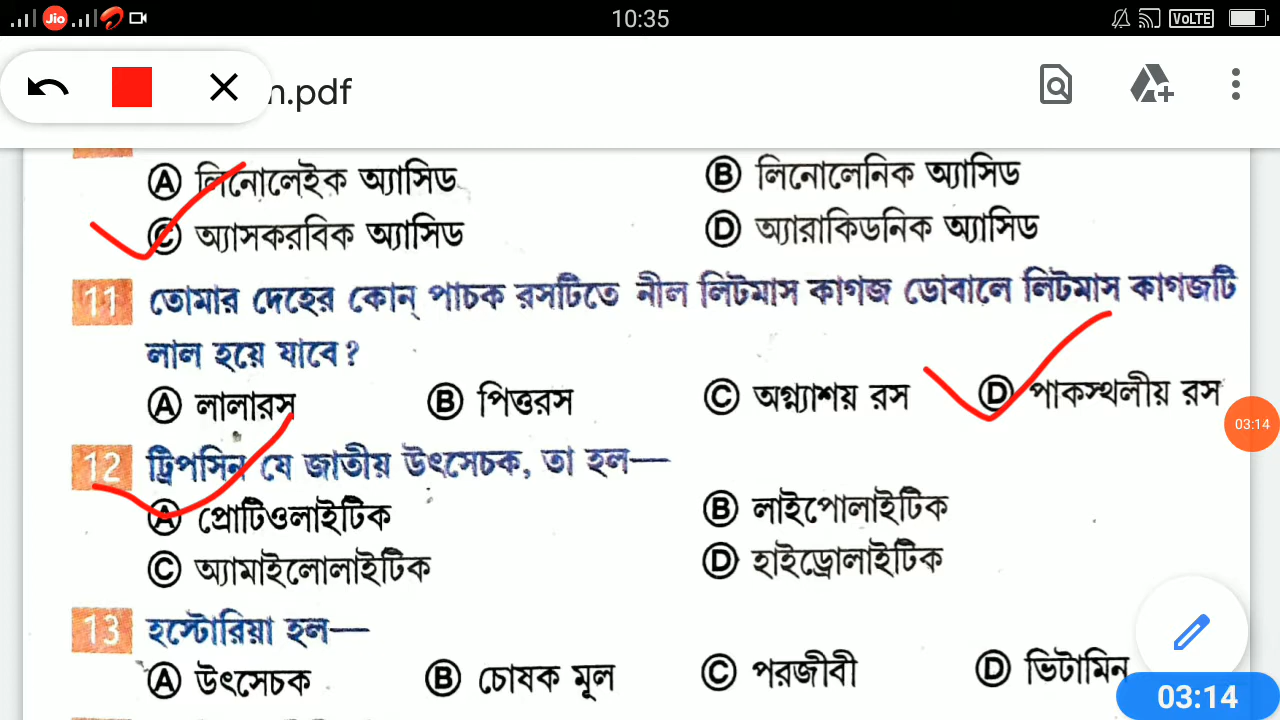 Jio 10:35 VoLTE
n.pdf
A লিনোলেইক অ্যাসিড B লিনোলেনিক অ্যাসিড
C অ্যাসকরবিক অ্যাসিড D অ্যারাকিডনিক অ্যাসিড
11 তোমার দেহের কোন্ পাচক রসটিতে নীল লিটমাস কাগজ ডোবালে লিটমাস কাগজটি
লাল হয়ে যাবে?
A লালারস B পিত্তরস C অগ্ন্যাশয় রস D পাকস্থলীয় রস
03:14
12 ট্রিপসিন যে জাতীয় উৎসেচক, তা হল—
A প্রোটিওলাইটিক B লাইপোলাইটিক
C অ্যামাইলোলাইটিক D হাইড্রোলাইটিক
13 হস্টোরিয়া হল—
A উৎসেচক B চোষক মূল C পরজীবী D ভিটামিন
03:14